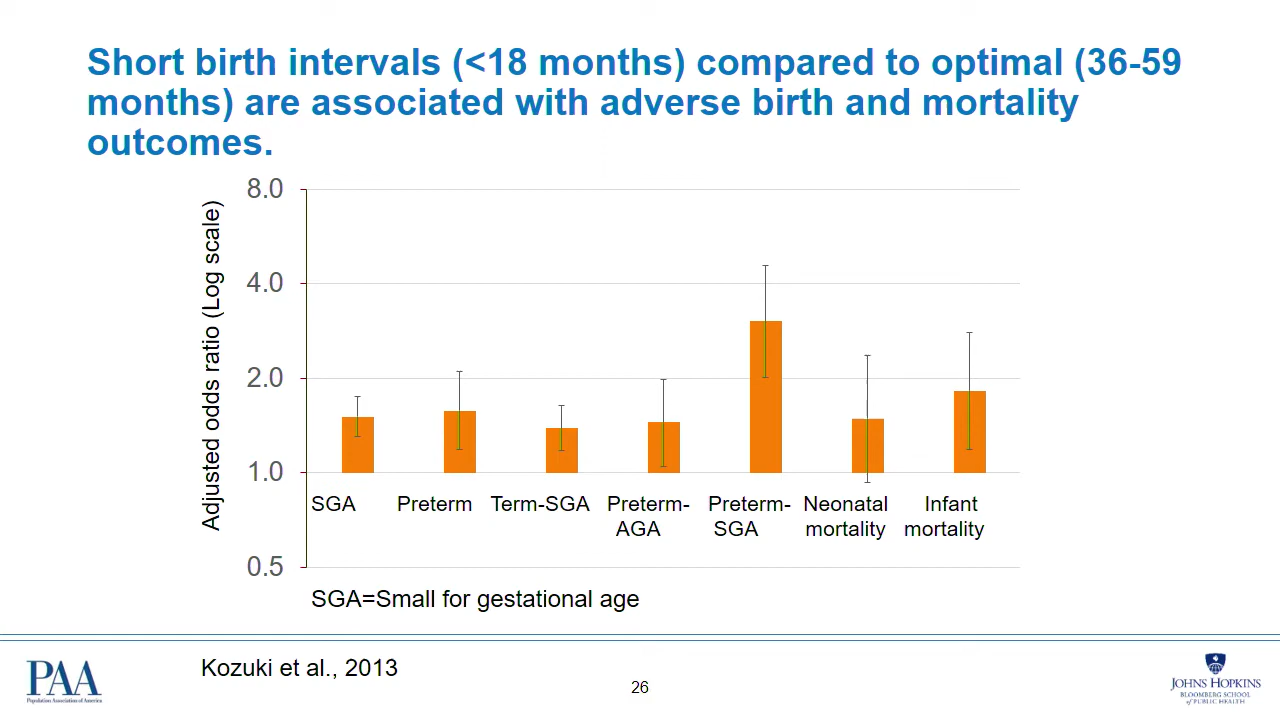 Short birth intervals (<18 months) compared to optimal (36-59
months) are associated with adverse birth and mortality
outcomes.
Adjusted odds ratio (Log scale)
8.0
4.0
2.0
1.0
0.5
SGA Preterm Term-SGA Preterm- Preterm- Neonatal Infant
AGA SGA mortality mortality
SGA=Small for gestational age
Kozuki et al., 2013
PAA
Population Association of America
26
JOHNS HOPKINS
BLOOMBERG SCHOOL
of PUBLIC HEALTH